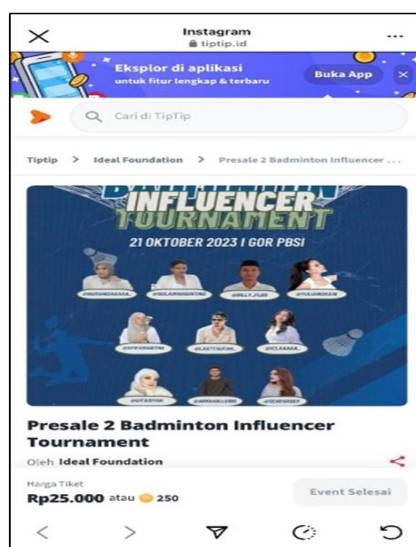 Instagram
tiptip.id
Eksplor di aplikasi
untuk fitur lengkap & terbaru
Buka App
Cari di TipTip
Tiptip > Ideal Foundation > Presale 2 Badminton Influencer ...
BADMINTON
INFLUENCER
TOURNAMENT
21 OKTOBER 2023 I GOR PBSI
Presale 2 Badminton Influencer
Tournament
Oleh Ideal Foundation
Harga Tiket
Rp25.000 atau 250
Event Selesai